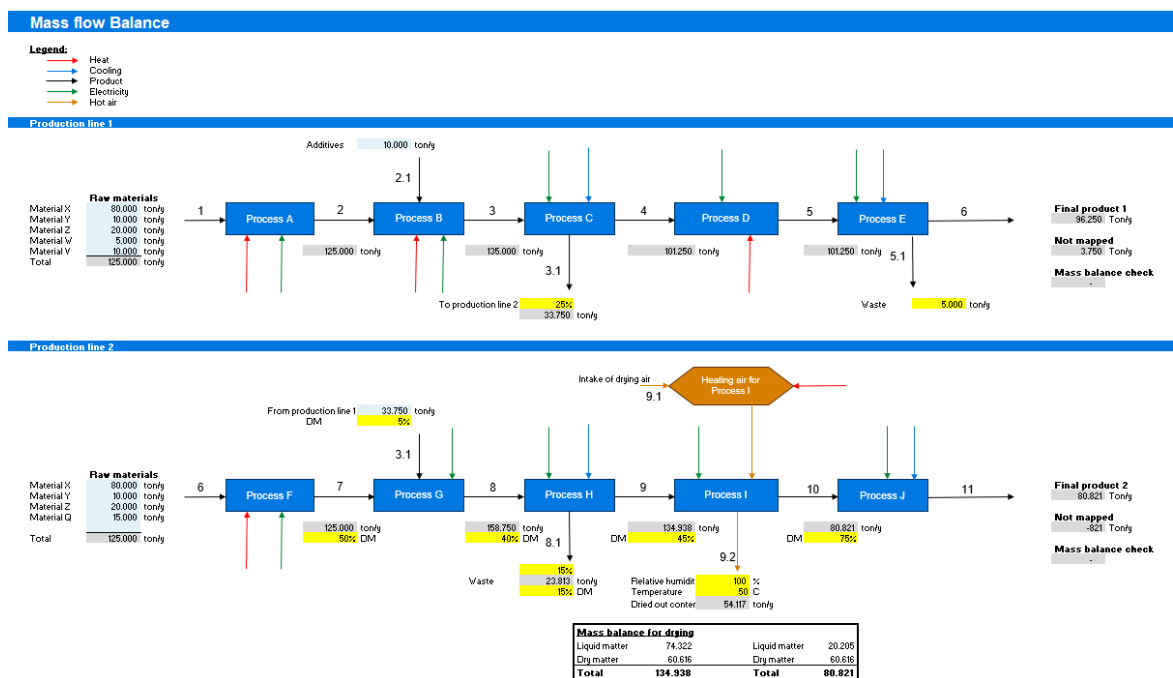 Mass flow Balance
Legend:
Heat
Cooling
Product
Electricity
Hot air
Production line 1
Additives 10.000 ton/y
2.1
Raw materials
Material X 80.000 ton/y
Material Y 10.000 ton/y
Material Z 20.000 ton/y
Material W 5.000 ton/y
Material V 10.000 ton/y
Total 125.000 ton/y
1 Process A 2 Process B 3 Process C 4 Process D 5 Process E 6
125.000 ton/y 135.000 ton/y 101.250 ton/y 101.250 ton/y
3.1 5.1
To production line 2 25%
33.750 ton/y
Waste 5.000 ton/y
Final product 1
96.250 Ton/y
Not mapped
3.750 Ton/y
Mass balance check
-
Production line 2
Intake of drying air
9.1
Heating air for
Process I
From production line 1 33.750 ton/y
DM 5%
3.1
Raw materials
Material X 80.000 ton/y
Material Y 10.000 ton/y
Material Z 20.000 ton/y
Material Q 15.000 ton/y
Total 125.000 ton/y
6 Process F 7 Process G 8 Process H 9 Process I 10 Process J 11
125.000 ton/y 158.750 ton/y 134.938 ton/y 80.821 ton/y
50% DM 40% DM DM 45% DM 75%
8.1 9.2
15%
Waste 23.813 ton/y
15% DM
Relative humidit 100 %
Temperature 50 C
Dried out conter 54.117 ton/y
Final product 2
80.821 Ton/y
Not mapped
-821 Ton/y
Mass balance check
-
Mass balance for drying
Liquid matter 74.322 Liquid matter 20.205
Dry matter 60.616 Dry matter 60.616
Total 134.938 Total 80.821